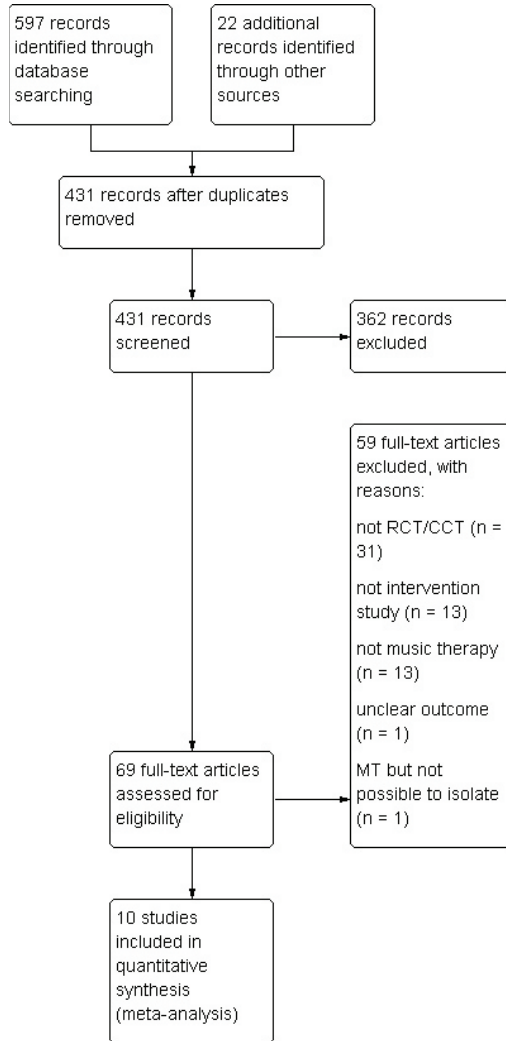 597 records
identified through
database
searching
22 additional
records identified
through other
sources
431 records after duplicates
removed
431 records
screened
362 records
excluded
59 full-text articles
excluded, with
reasons:
not RCT/CCT (n =
31)
not intervention
study (n = 13)
not music therapy
(n = 13)
unclear outcome
(n = 1)
MT but not
possible to isolate
(n = 1)
69 full-text articles
assessed for
eligibility
10 studies
included in
quantitative
synthesis
(meta-analysis)